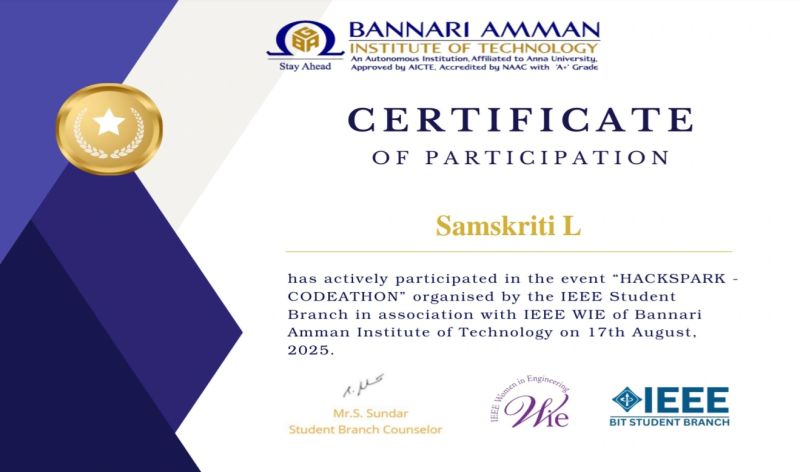 BANNARI AMMAN
INSTITUTE OF TECHNOLOGY
An Autonomous Institution, Affiliated to Anna University,
Approved by AICTE, Accredited by NAAC with 'A+' Grade
BA
Stay Ahead
CERTIFICATE
OF PARTICIPATION
Samskriti L
has actively participated in the event “HACKSPARK -
CODEATHON” organised by the IEEE Student
Branch in association with IEEE WIE of Bannari
Amman Institute of Technology on 17th August,
2025.
Mr.S. Sundar
Student Branch Counselor
IEEE Women in Engineering
Wie
IEEE
BIT STUDENT BRANCH